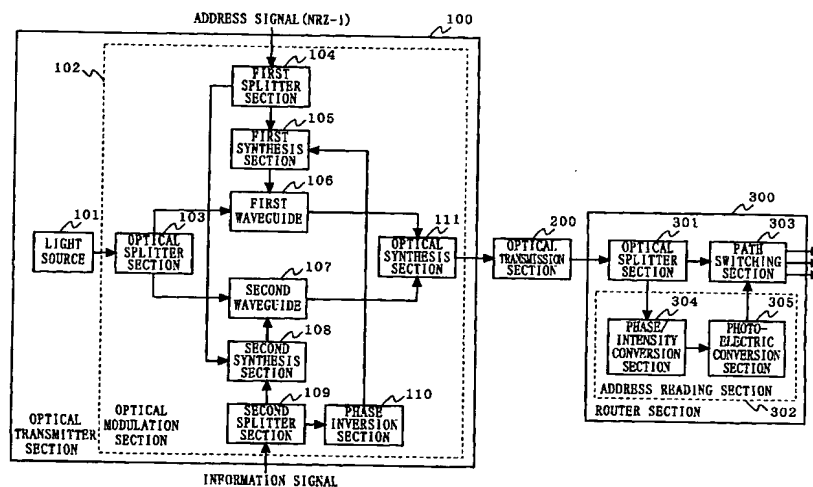 ADDRESS SIGNAL(NRZ-1)
100
102
104
FIRST
SPLITTER
SECTION
105
FIRST
SYNTHESIS
SECTION
106
FIRST
WAVEGUIDE
101
LIGHT
SOURCE
103
OPTICAL
SPLITTER
SECTION
107
SECOND
WAVEGUIDE
108
SECOND
SYNTHESIS
SECTION
109
SECOND
SPLITTER
SECTION
110
PHASE
INVERSION
SECTION
111
OPTICAL
SYNTHESIS
SECTION
OPTICAL
MODULATION
SECTION
OPTICAL
TRANSMITTER
SECTION
INFORMATION SIGNAL
200
OPTICAL
TRANSMISSION
SECTION
300
301
OPTICAL
SPLITTER
SECTION
303
PATH
SWITCHING
SECTION
304
PHASE/
INTENSITY
CONVERSION
SECTION
305
PHOTO-
ELECTRIC
CONVERSION
SECTION
ADDRESS READING SECTION
302
ROUTER SECTION